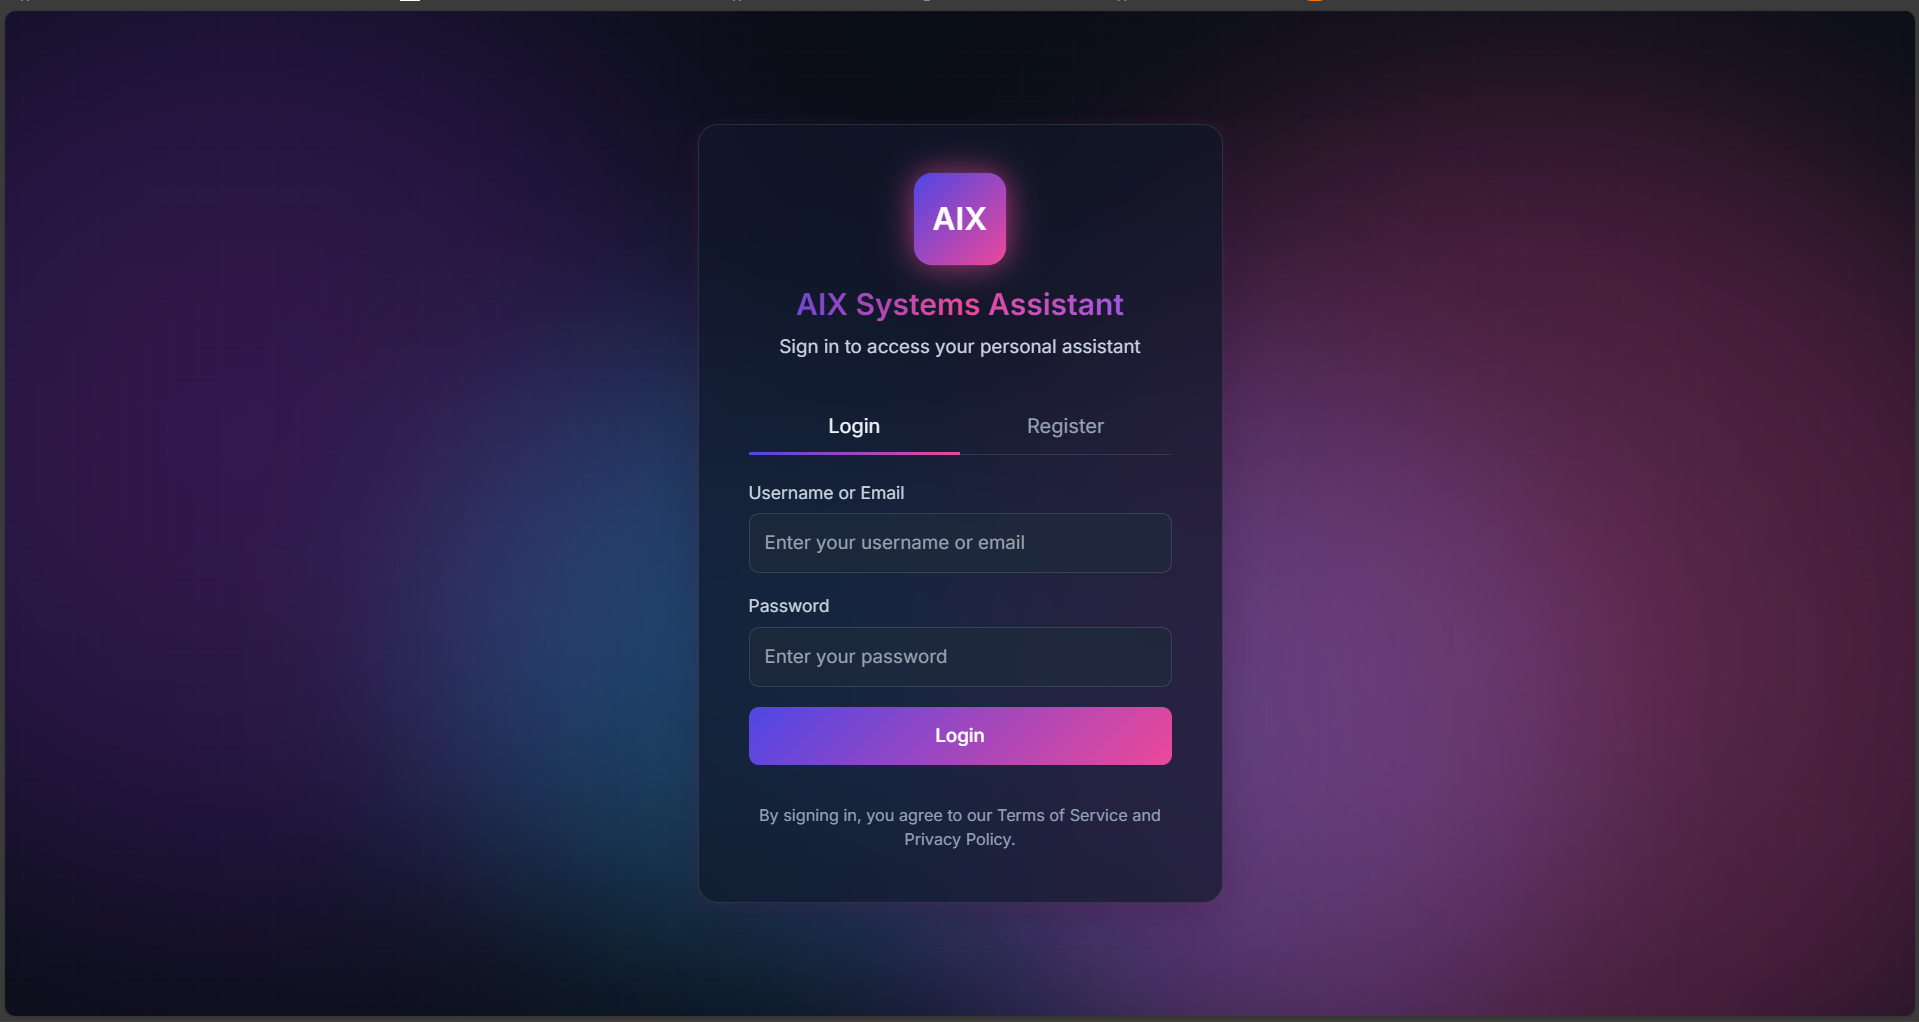 AIX
AIX Systems Assistant
Sign in to access your personal assistant
Login
Register
Username or Email
Enter your username or email
Password
Enter your password
Login
By signing in, you agree to our Terms of Service and
Privacy Policy.